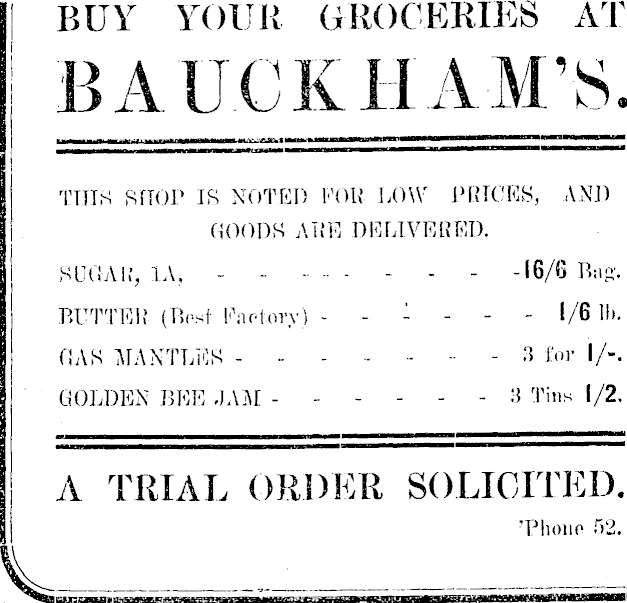 BUY YOUR GROCERIES AT
BAUCKHAM'S.
THIS SHOP IS NOTED FOR LOW PRICES, AND
GOODS ARE DELIVERED.
SUGAR, 1A, - - - - - - - - -16/6 Bag.
BUTTER (Best Factory) - - - - - - 1/6 lb.
GAS MANTLES - - - - - - - 3 for 1/-.
GOLDEN BEE JAM - - - - - - 3 Tins 1/2.
A TRIAL ORDER SOLICITED.
'Phone 52.